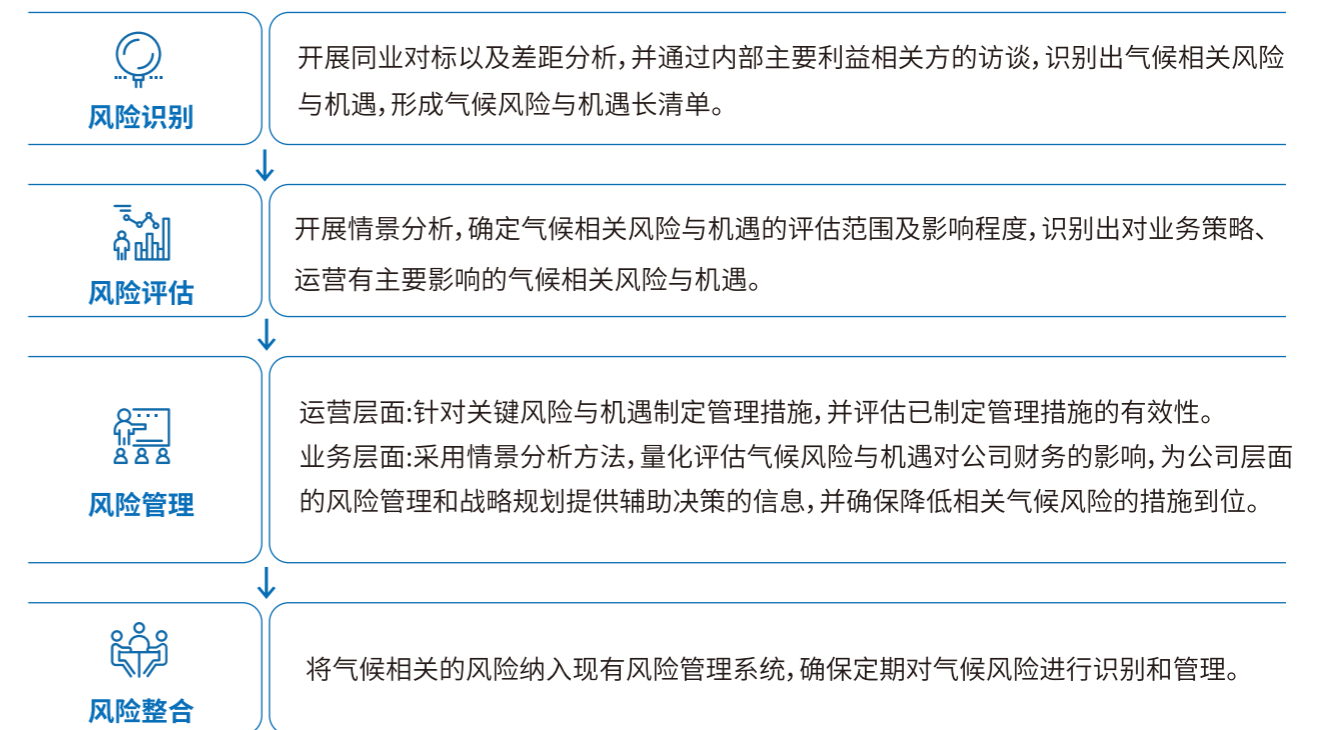 风险识别
开展同业对标以及差距分析，并通过内部主要利益相关方的访谈，识别出气候相关风险
与机遇，形成气候风险与机遇长清单。
风险评估
开展情景分析，确定气候相关风险与机遇的评估范围及影响程度，识别出对业务策略、
运营有主要影响的气候相关风险与机遇。
风险管理
运营层面:针对关键风险与机遇制定管理措施，并评估已制定管理措施的有效性。
业务层面:采用情景分析方法，量化评估气候风险与机遇对公司财务的影响，为公司层面
的风险管理和战略规划提供辅助决策的信息，并确保降低相关气候风险的措施到位。
风险整合
将气候相关的风险纳入现有风险管理系统，确保定期对气候风险进行识别和管理。